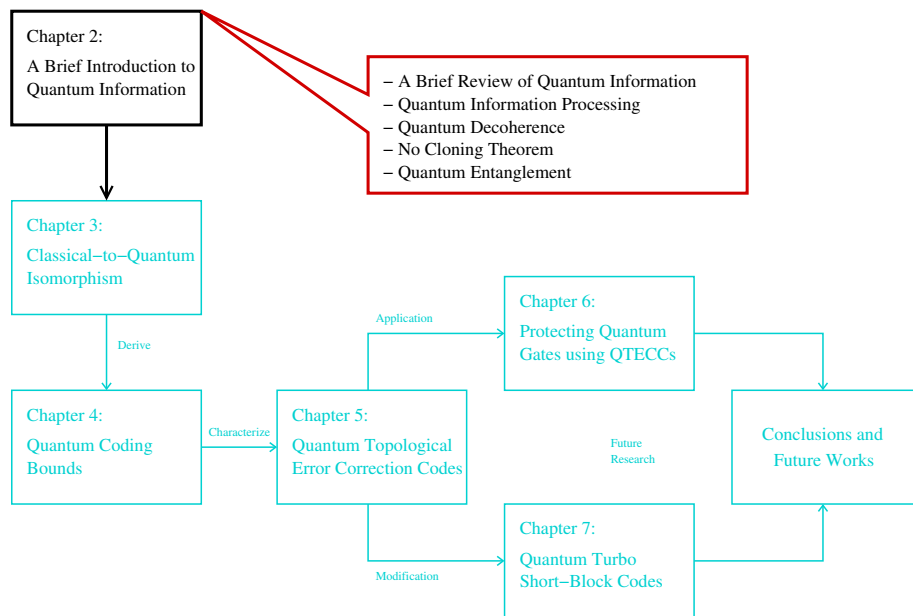 Chapter 2:
A Brief Introduction to
Quantum Information
− A Brief Review of Quantum Information
− Quantum Information Processing
− Quantum Decoherence
− No Cloning Theorem
− Quantum Entanglement
Chapter 3:
Classical−to−Quantum
Isomorphism
Derive
Chapter 4:
Quantum Coding
Bounds
Characterize
Chapter 5:
Quantum Topological
Error Correction Codes
Application
Chapter 6:
Protecting Quantum
Gates using QTECCs
Modification
Chapter 7:
Quantum Turbo
Short−Block Codes
Future
Research
Conclusions and
Future Works